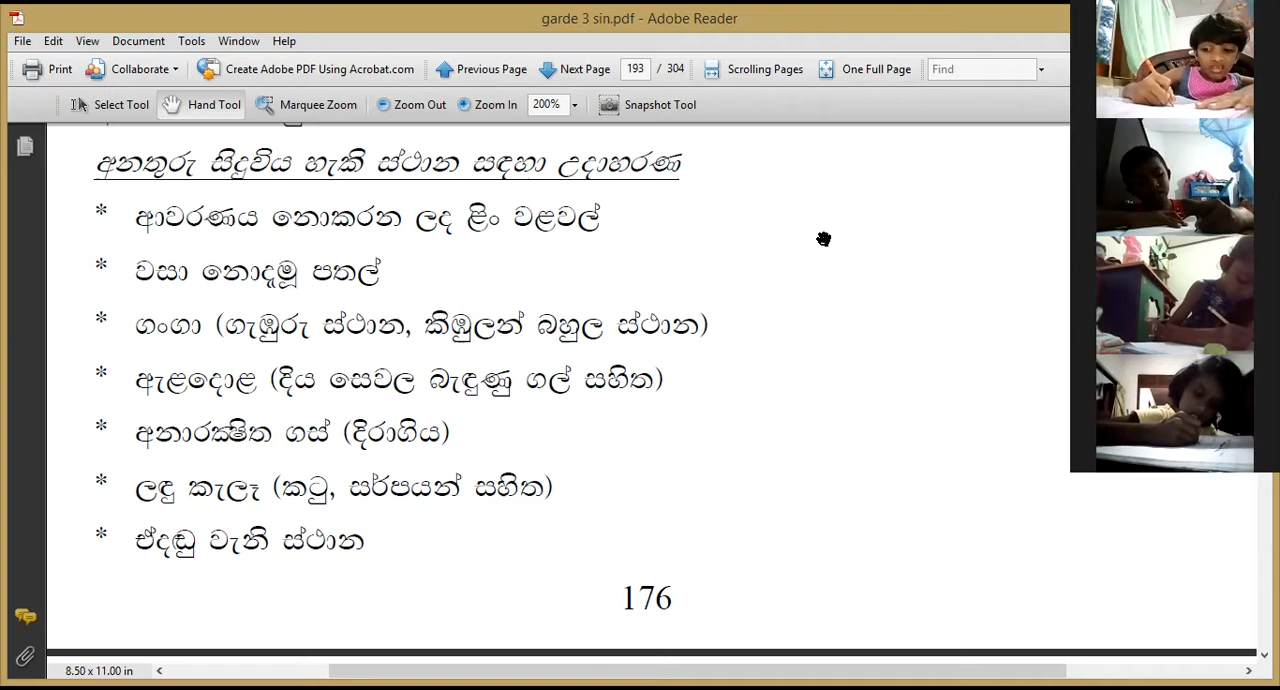 garde 3 sin.pdf - Adobe Reader
File Edit View Document Tools Window Help
Print Collaborate Create Adobe PDF Using Acrobat.com Previous Page Next Page 193 / 304 Scrolling Pages One Full Page Find
Select Tool Hand Tool Marquee Zoom Zoom Out Zoom In 200% Snapshot Tool
අනතුරු සිදුවිය හැකි ස්ථාන සඳහා උදාහරණ
* ආවරණය නොකරන ලද ළිං වළවල්
* වසා නොදැමූ පතල්
* ගංගා (ගැඹුරු ස්ථාන, කිඹුලන් බහුල ස්ථාන)
* ඇළදොළ (දිය සෙවල බැඳුණු ගල් සහිත)
* අනාරක්‍ෂිත ගස් (දිරාගිය)
* ලඳු කැලෑ (කටු, සර්පයන් සහිත)
* ඒදඬු වැනි ස්ථාන
176
8.50 x 11.00 in